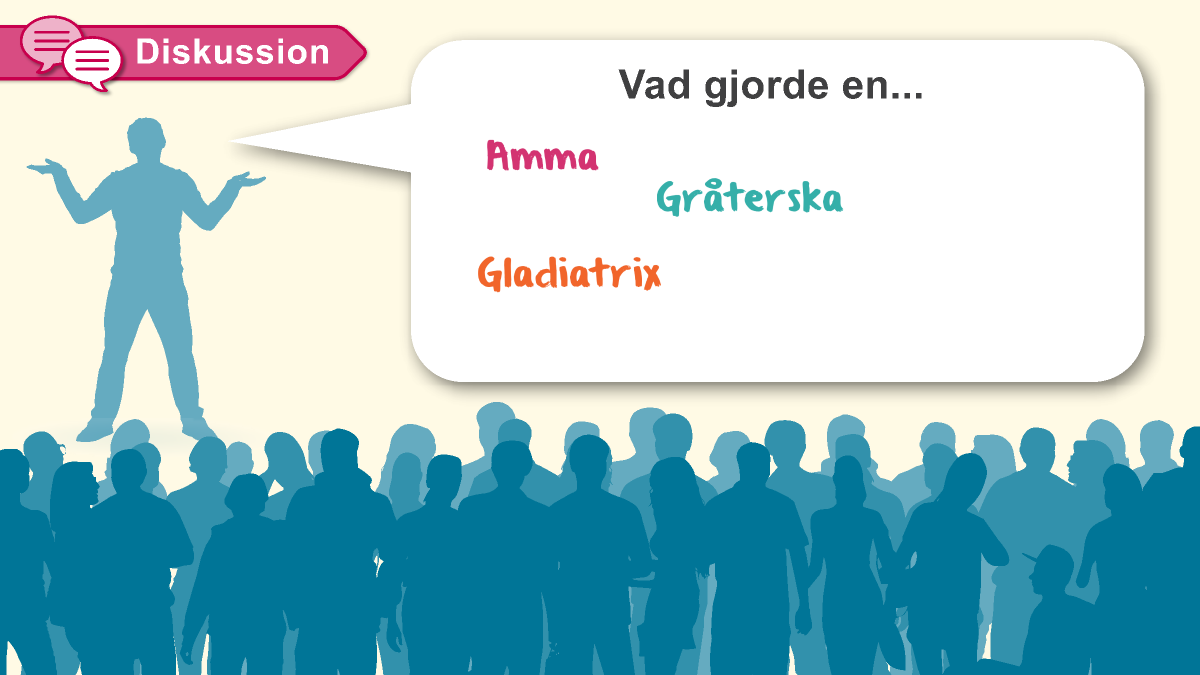 Diskussion
Vad gjorde en...
Amma
Gråterska
Gladiatrix